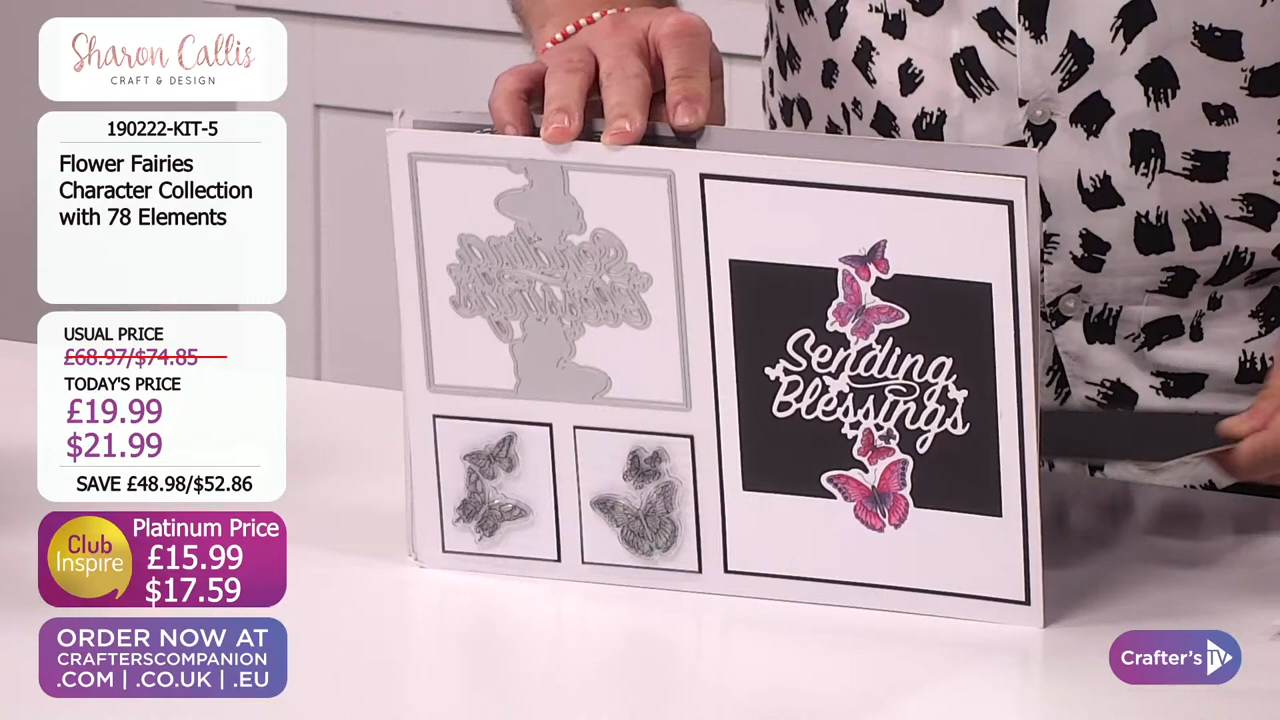 Sharon Callis
CRAFT & DESIGN
190222-KIT-5
Flower Fairies
Character Collection
with 78 Elements
USUAL PRICE
£68.97/$74.85
TODAY'S PRICE
£19.99
$21.99
SAVE £48.98/$52.86
Club
Inspire
Platinum Price
£15.99
$17.59
ORDER NOW AT
CRAFTERSCOMPANION
.COM | .CO.UK | .EU
Sending
Blessings
Crafter's TV